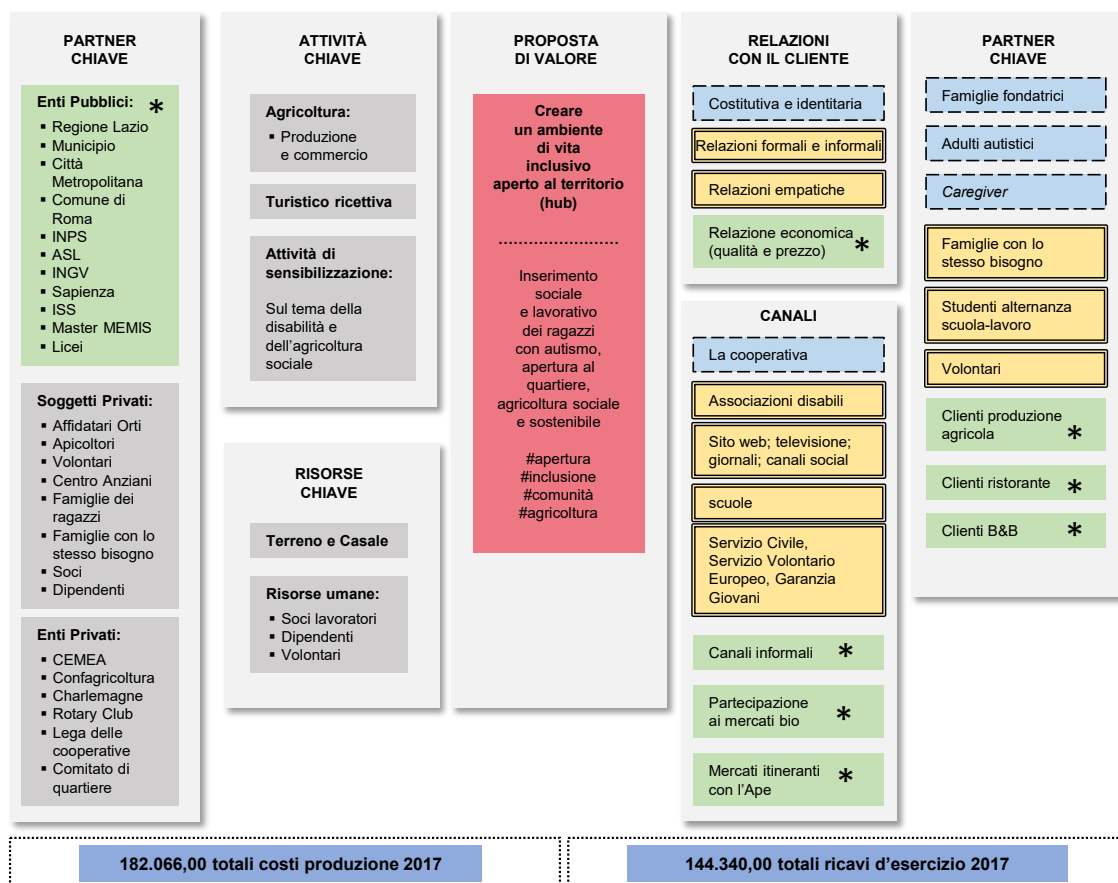 PARTNER
CHIAVE
Enti Pubblici: *
▪ Regione Lazio
▪ Municipio
▪ Città
Metropolitana
▪ Comune di
Roma
▪ INPS
▪ ASL
▪ INGV
▪ Sapienza
▪ ISS
▪ Master MEMIS
▪ Licei
Soggetti Privati:
▪ Affidatari Orti
▪ Apicoltori
▪ Volontari
▪ Centro Anziani
▪ Famiglie dei
ragazzi
▪ Famiglie con lo
stesso bisogno
▪ Soci
▪ Dipendenti
Enti Privati:
▪ CEMEA
▪ Confagricoltura
▪ Charlemagne
▪ Rotary Club
▪ Lega delle
cooperative
▪ Comitato di
quartiere
ATTIVITÀ
CHIAVE
Agricoltura:
▪ Produzione
e commercio
Turistico ricettiva
Attività di
sensibilizzazione:
Sul tema della
disabilità e
dell'agricoltura
sociale
RISORSE
CHIAVE
Terreno e Casale
Risorse umane:
▪ Soci lavoratori
▪ Dipendenti
▪ Volontari
PROPOSTA
DI VALORE
Creare
un ambiente
di vita
inclusivo
aperto al territorio
(hub)
........................
Inserimento
sociale
e lavorativo
dei ragazzi
con autismo,
apertura al
quartiere,
agricoltura sociale
e sostenibile
#apertura
#inclusione
#comunità
#agricoltura
RELAZIONI
CON IL CLIENTE
Costitutiva e identitaria
Relazioni formali e informali
Relazioni empatiche
Relazione economica
(qualità e prezzo) *
CANALI
La cooperativa
Associazioni disabili
Sito web; televisione;
giornali; canali social
scuole
Servizio Civile,
Servizio Volontario
Europeo, Garanzia
Giovani
Canali informali *
Partecipazione
ai mercati bio *
Mercati itineranti
con l'Ape *
PARTNER
CHIAVE
Famiglie fondatrici
Adulti autistici
Caregiver
Famiglie con lo
stesso bisogno
Studenti alternanza
scuola-lavoro
Volontari
Clienti produzione
agricola *
Clienti ristorante *
Clienti B&B *
182.066,00 totali costi produzione 2017
144.340,00 totali ricavi d'esercizio 2017